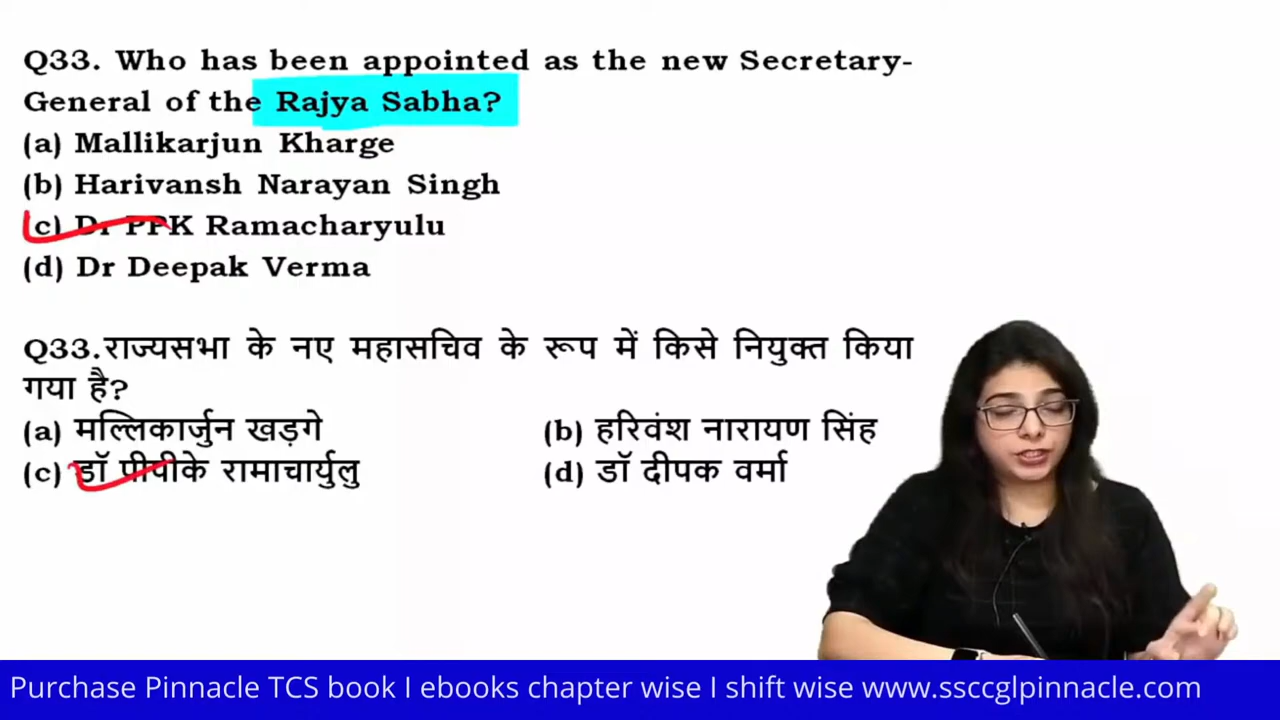 Q33. Who has been appointed as the new Secretary-
General of the Rajya Sabha?
(a) Mallikarjun Kharge
(b) Harivansh Narayan Singh
(c) Dr PPK Ramacharyulu
(d) Dr Deepak Verma
Q33.राज्यसभा के नए महासचिव के रूप में किसे नियुक्त किया
गया है?
(a) मल्लिकार्जुन खड़गे (b) हरिवंश नारायण सिंह
(c) डॉ पीपीके रामाचार्युलु (d) डॉ दीपक वर्मा
Purchase Pinnacle TCS book I ebooks chapter wise I shift wise www.ssccglpinnacle.com